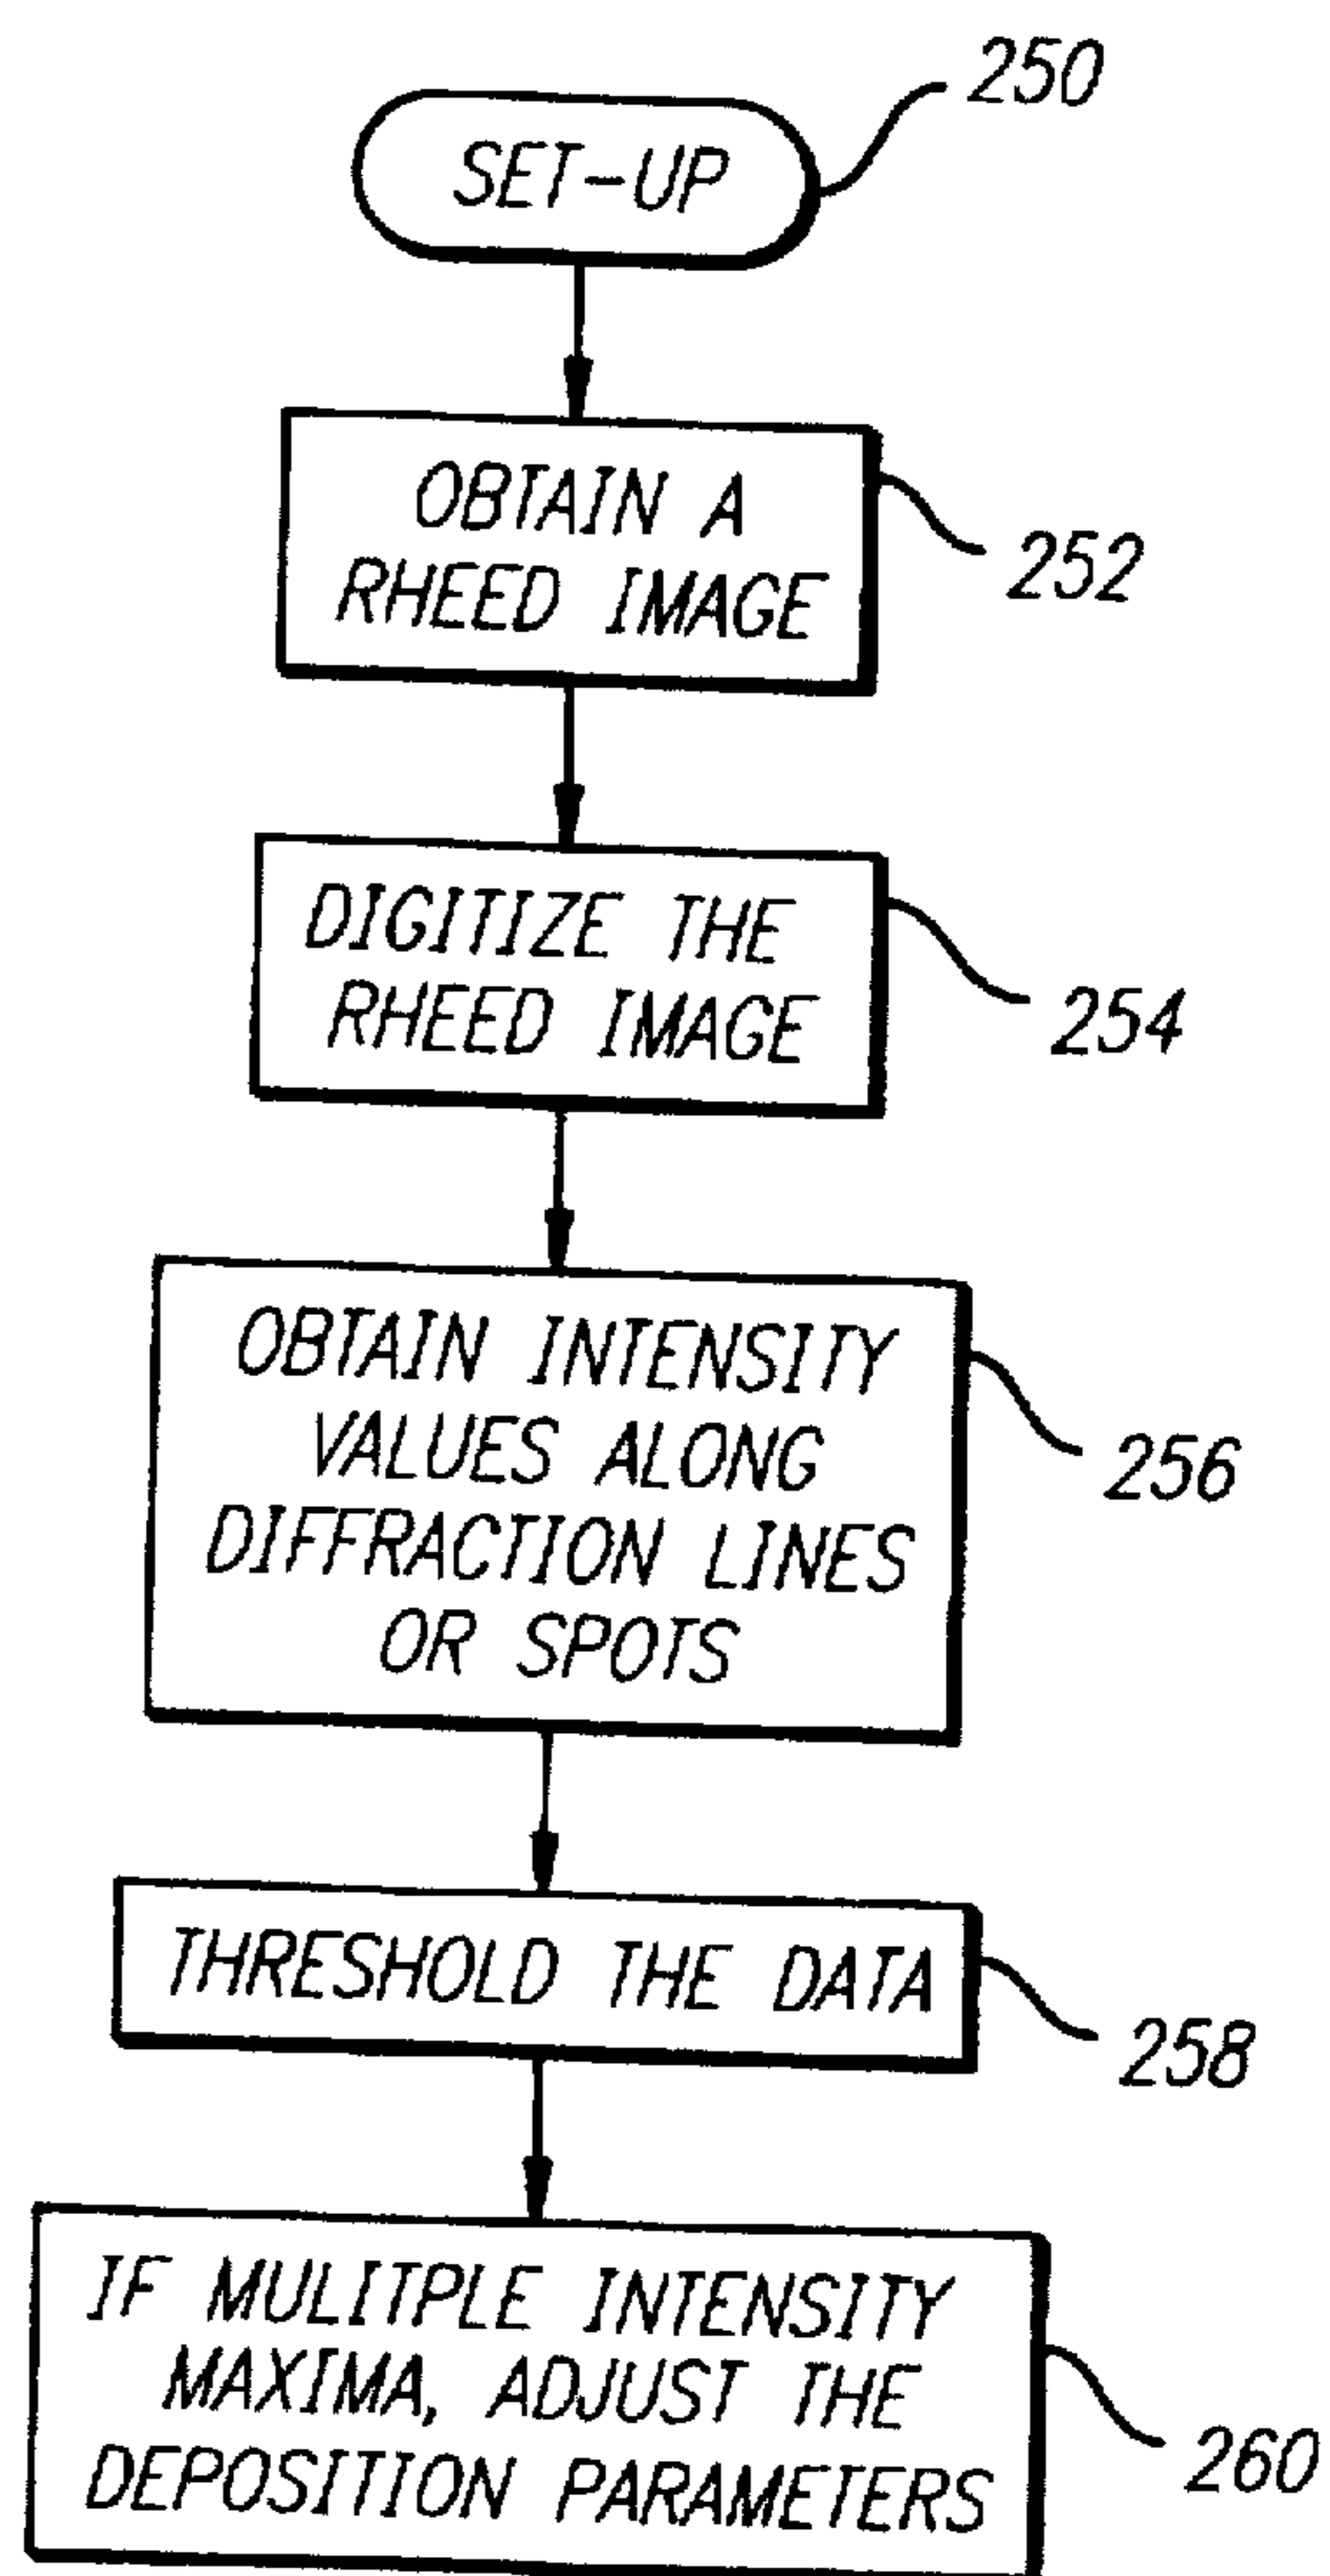 250
SET-UP
OBTAIN A
RHEED IMAGE
252
DIGITIZE THE
RHEED IMAGE
254
OBTAIN INTENSITY
VALUES ALONG
DIFFRACTION LINES
OR SPOTS
256
THRESHOLD THE DATA
258
IF MULITPLE INTENSITY
MAXIMA, ADJUST THE
DEPOSITION PARAMETERS
260